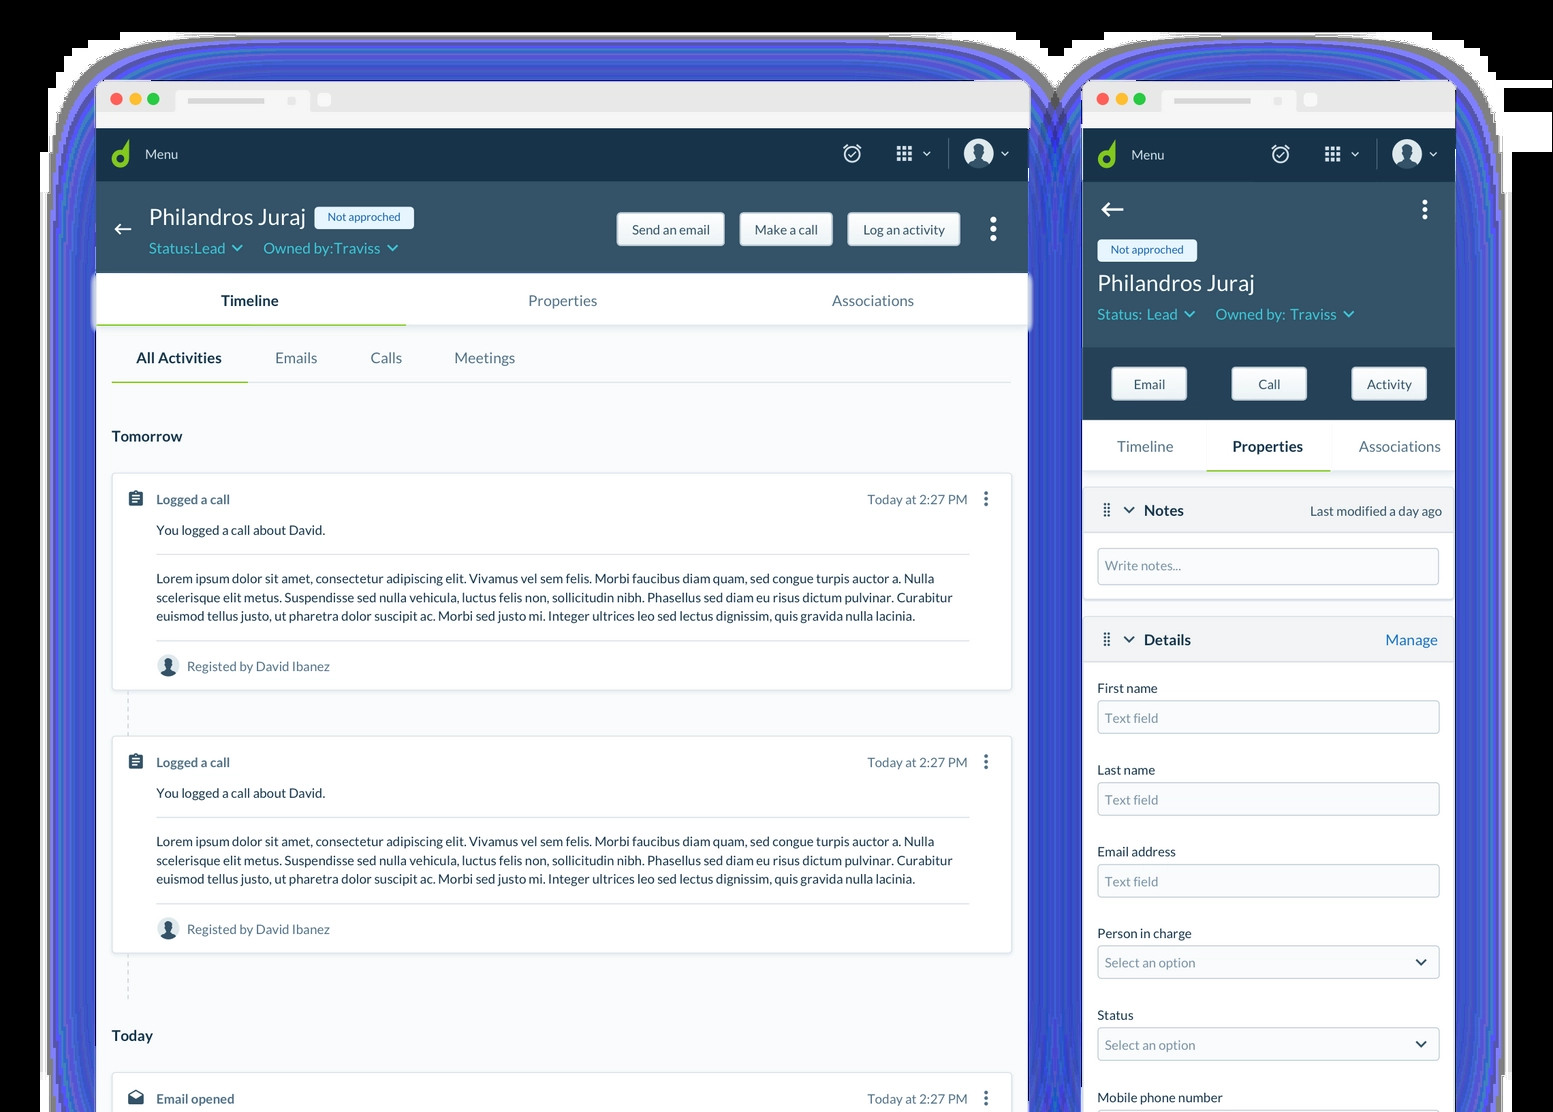 Menu
Philandros Juraj
Not approched
Status:Lead
Owned by:Traviss
Send an email
Make a call
Log an activity
Timeline
Properties
Associations
All Activities
Emails
Calls
Meetings
Tomorrow
Logged a call
Today at 2:27 PM
You logged a call about David.
Lorem ipsum dolor sit amet, consectetur adipiscing elit. Vivamus vel sem felis. Morbi faucibus diam quam, sed congue turpis auctor a. Nulla
scelerisque elit metus. Suspendisse sed nulla vehicula, luctus felis non, sollicitudin nibh. Phasellus sed diam eu risus dictum pulvinar. Curabitur
euismod tellus justo, ut pharetra dolor suscipit ac. Morbi sed justo mi. Integer ultrices leo sed lectus dignissim, quis gravida nulla lacinia.
Registed by David Ibanez
Logged a call
Today at 2:27 PM
You logged a call about David.
Lorem ipsum dolor sit amet, consectetur adipiscing elit. Vivamus vel sem felis. Morbi faucibus diam quam, sed congue turpis auctor a. Nulla
scelerisque elit metus. Suspendisse sed nulla vehicula, luctus felis non, sollicitudin nibh. Phasellus sed diam eu risus dictum pulvinar. Curabitur
euismod tellus justo, ut pharetra dolor suscipit ac. Morbi sed justo mi. Integer ultrices leo sed lectus dignissim, quis gravida nulla lacinia.
Registed by David Ibanez
Today
Email opened
Today at 2:27 PM
Menu
Not approched
Philandros Juraj
Status: Lead
Owned by: Traviss
Email
Call
Activity
Timeline
Properties
Associations
Notes
Last modified a day ago
Write notes...
Details
Manage
First name
Text field
Last name
Text field
Email address
Text field
Person in charge
Select an option
Status
Select an option
Mobile phone number